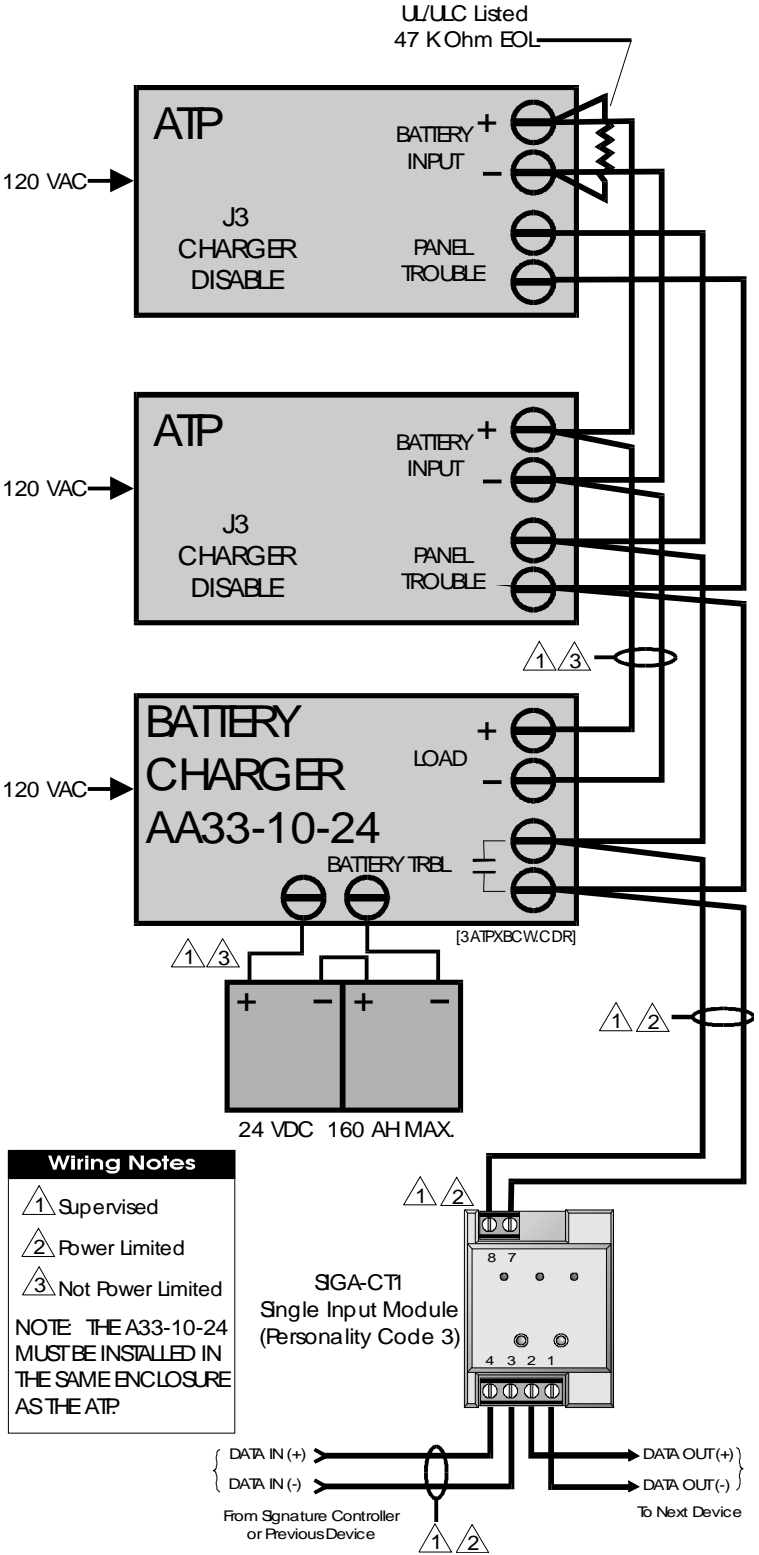 UL/ULC Listed
47 K Ohm EOL
ATP
BATTERY
INPUT
+
−
120 VAC
J3
CHARGER
DISABLE
PANEL
TROUBLE
ATP
BATTERY
INPUT
+
−
120 VAC
J3
CHARGER
DISABLE
PANEL
TROUBLE
1 3
BATTERY
CHARGER
AA33-10-24
+
LOAD
−
120 VAC
BATTERY TRBL
[3ATPXBCW.CDR]
1 3
+ − + −
24 VDC 160 AH MAX.
1 2
Wiring Notes
1 Supervised
2 Power Limited
3 Not Power Limited
NOTE: THE A33-10-24
MUST BE INSTALLED IN
THE SAME ENCLOSURE
AS THE ATP.
1 2
8 7
SIGA-CT1
Single Input Module
(Personality Code 3)
4 3 2 1
DATA IN (+)
DATA IN (-)
From Signature Controller
or Previous Device
1 2
DATA OUT (+)
DATA OUT (-)
To Next Device